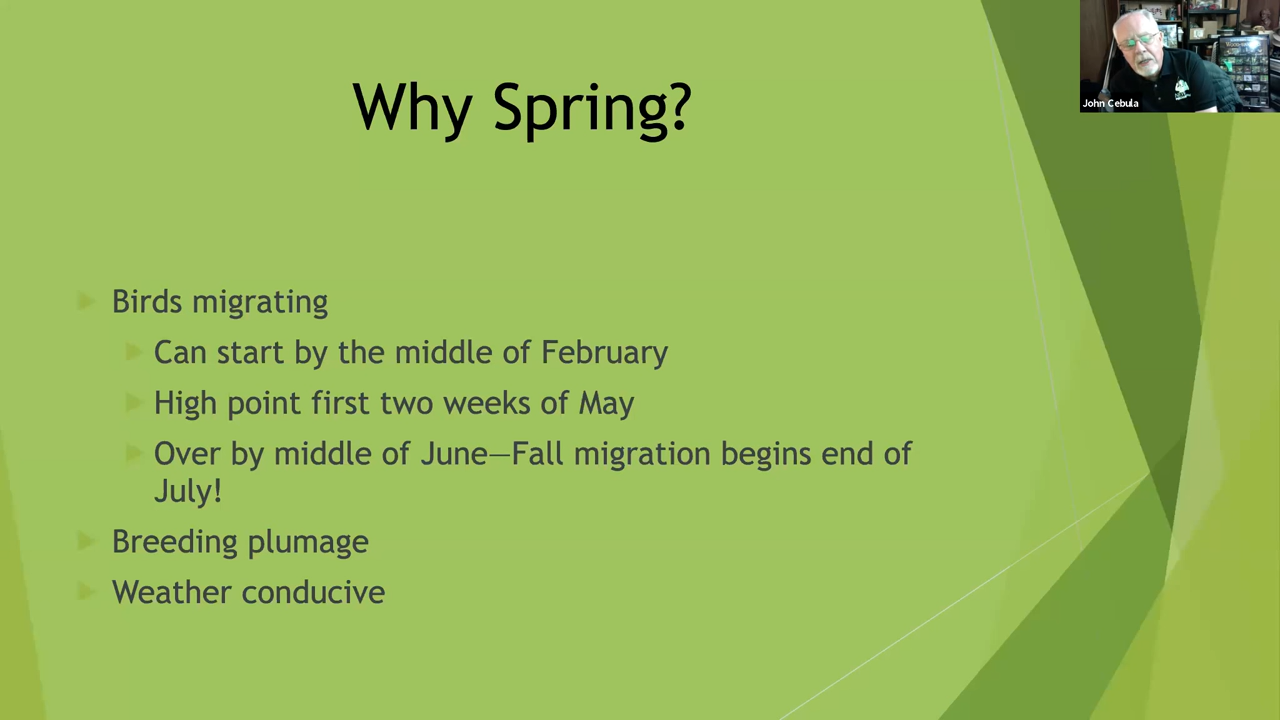 Why Spring?
John Cebula
Birds migrating
Can start by the middle of February
High point first two weeks of May
Over by middle of June—Fall migration begins end of
July!
Breeding plumage
Weather conducive